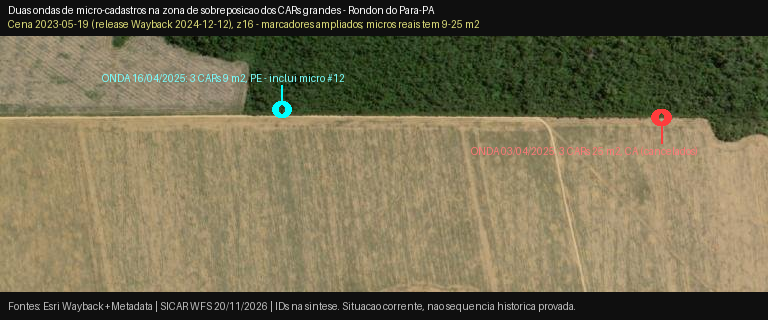 Duas ondas de micro-cadastros na zona de sobreposicao dos CARs grandes - Rondon do Para-PA
Cena 2023-05-19 (release Wayback 2024-12-12), z16 - marcadores ampliados; micros reais tem 9-25 m2
ONDA 16/04/2025: 3 CARs 9 m2, PE - inclui micro #12
ONDA 03/04/2025: 3
Fontes: Esri Wayback+Metadata | SICAR WFS 20/11/2026 | IDs na sintese. Situacao corrente, nao sequencia historica provada.